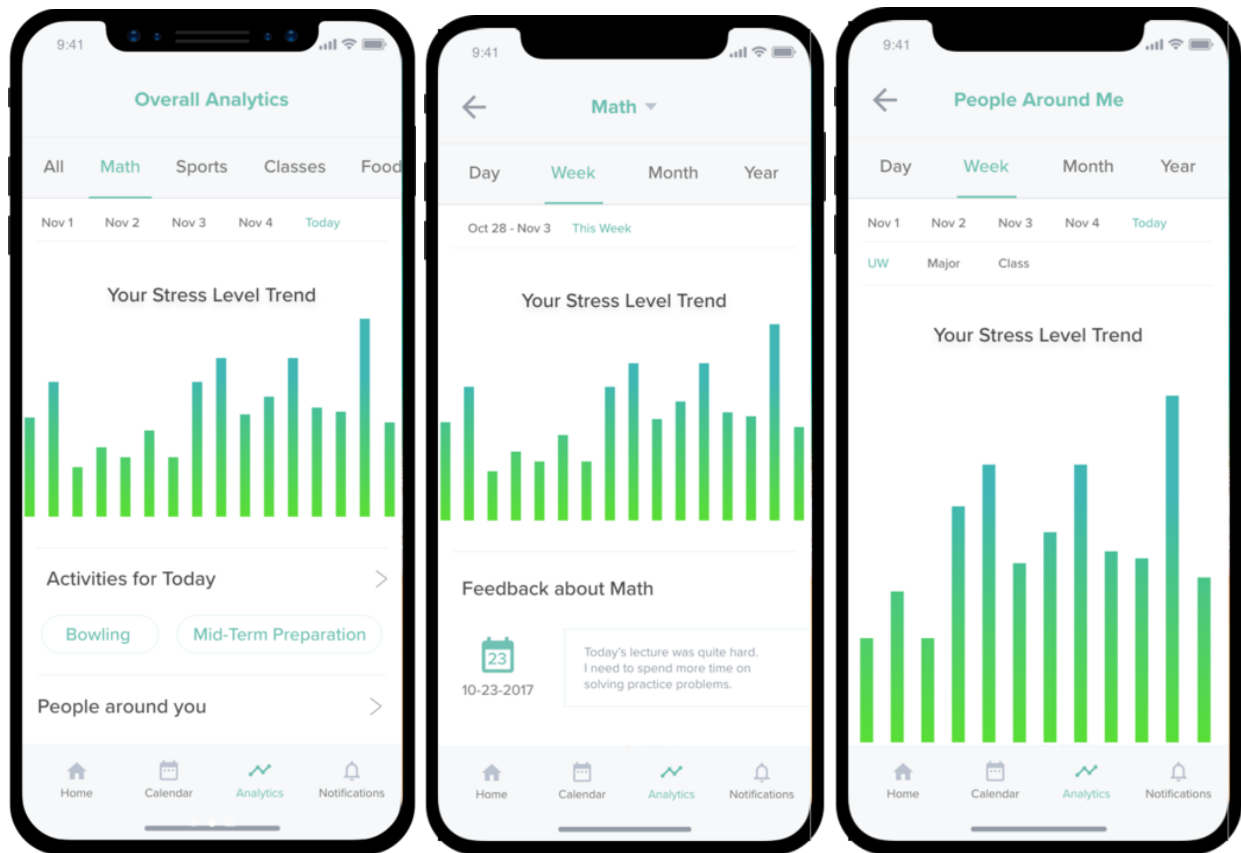 9:41
Overall Analytics
All Math Sports Classes Food
Nov 1 Nov 2 Nov 3 Nov 4 Today
Your Stress Level Trend
Activities for Today
Bowling Mid-Term Preparation
People around you
Home Calendar Analytics Notifications
9:41
Math
Day Week Month Year
Oct 28 - Nov 3 This Week
Your Stress Level Trend
Feedback about Math
23
10-23-2017
Today's lecture was quite hard.
I need to spend more time on
solving practice problems.
Home Calendar Analytics Notifications
9:41
People Around Me
Day Week Month Year
Nov 1 Nov 2 Nov 3 Nov 4 Today
UW Major Class
Your Stress Level Trend
Home Calendar Analytics Notifications